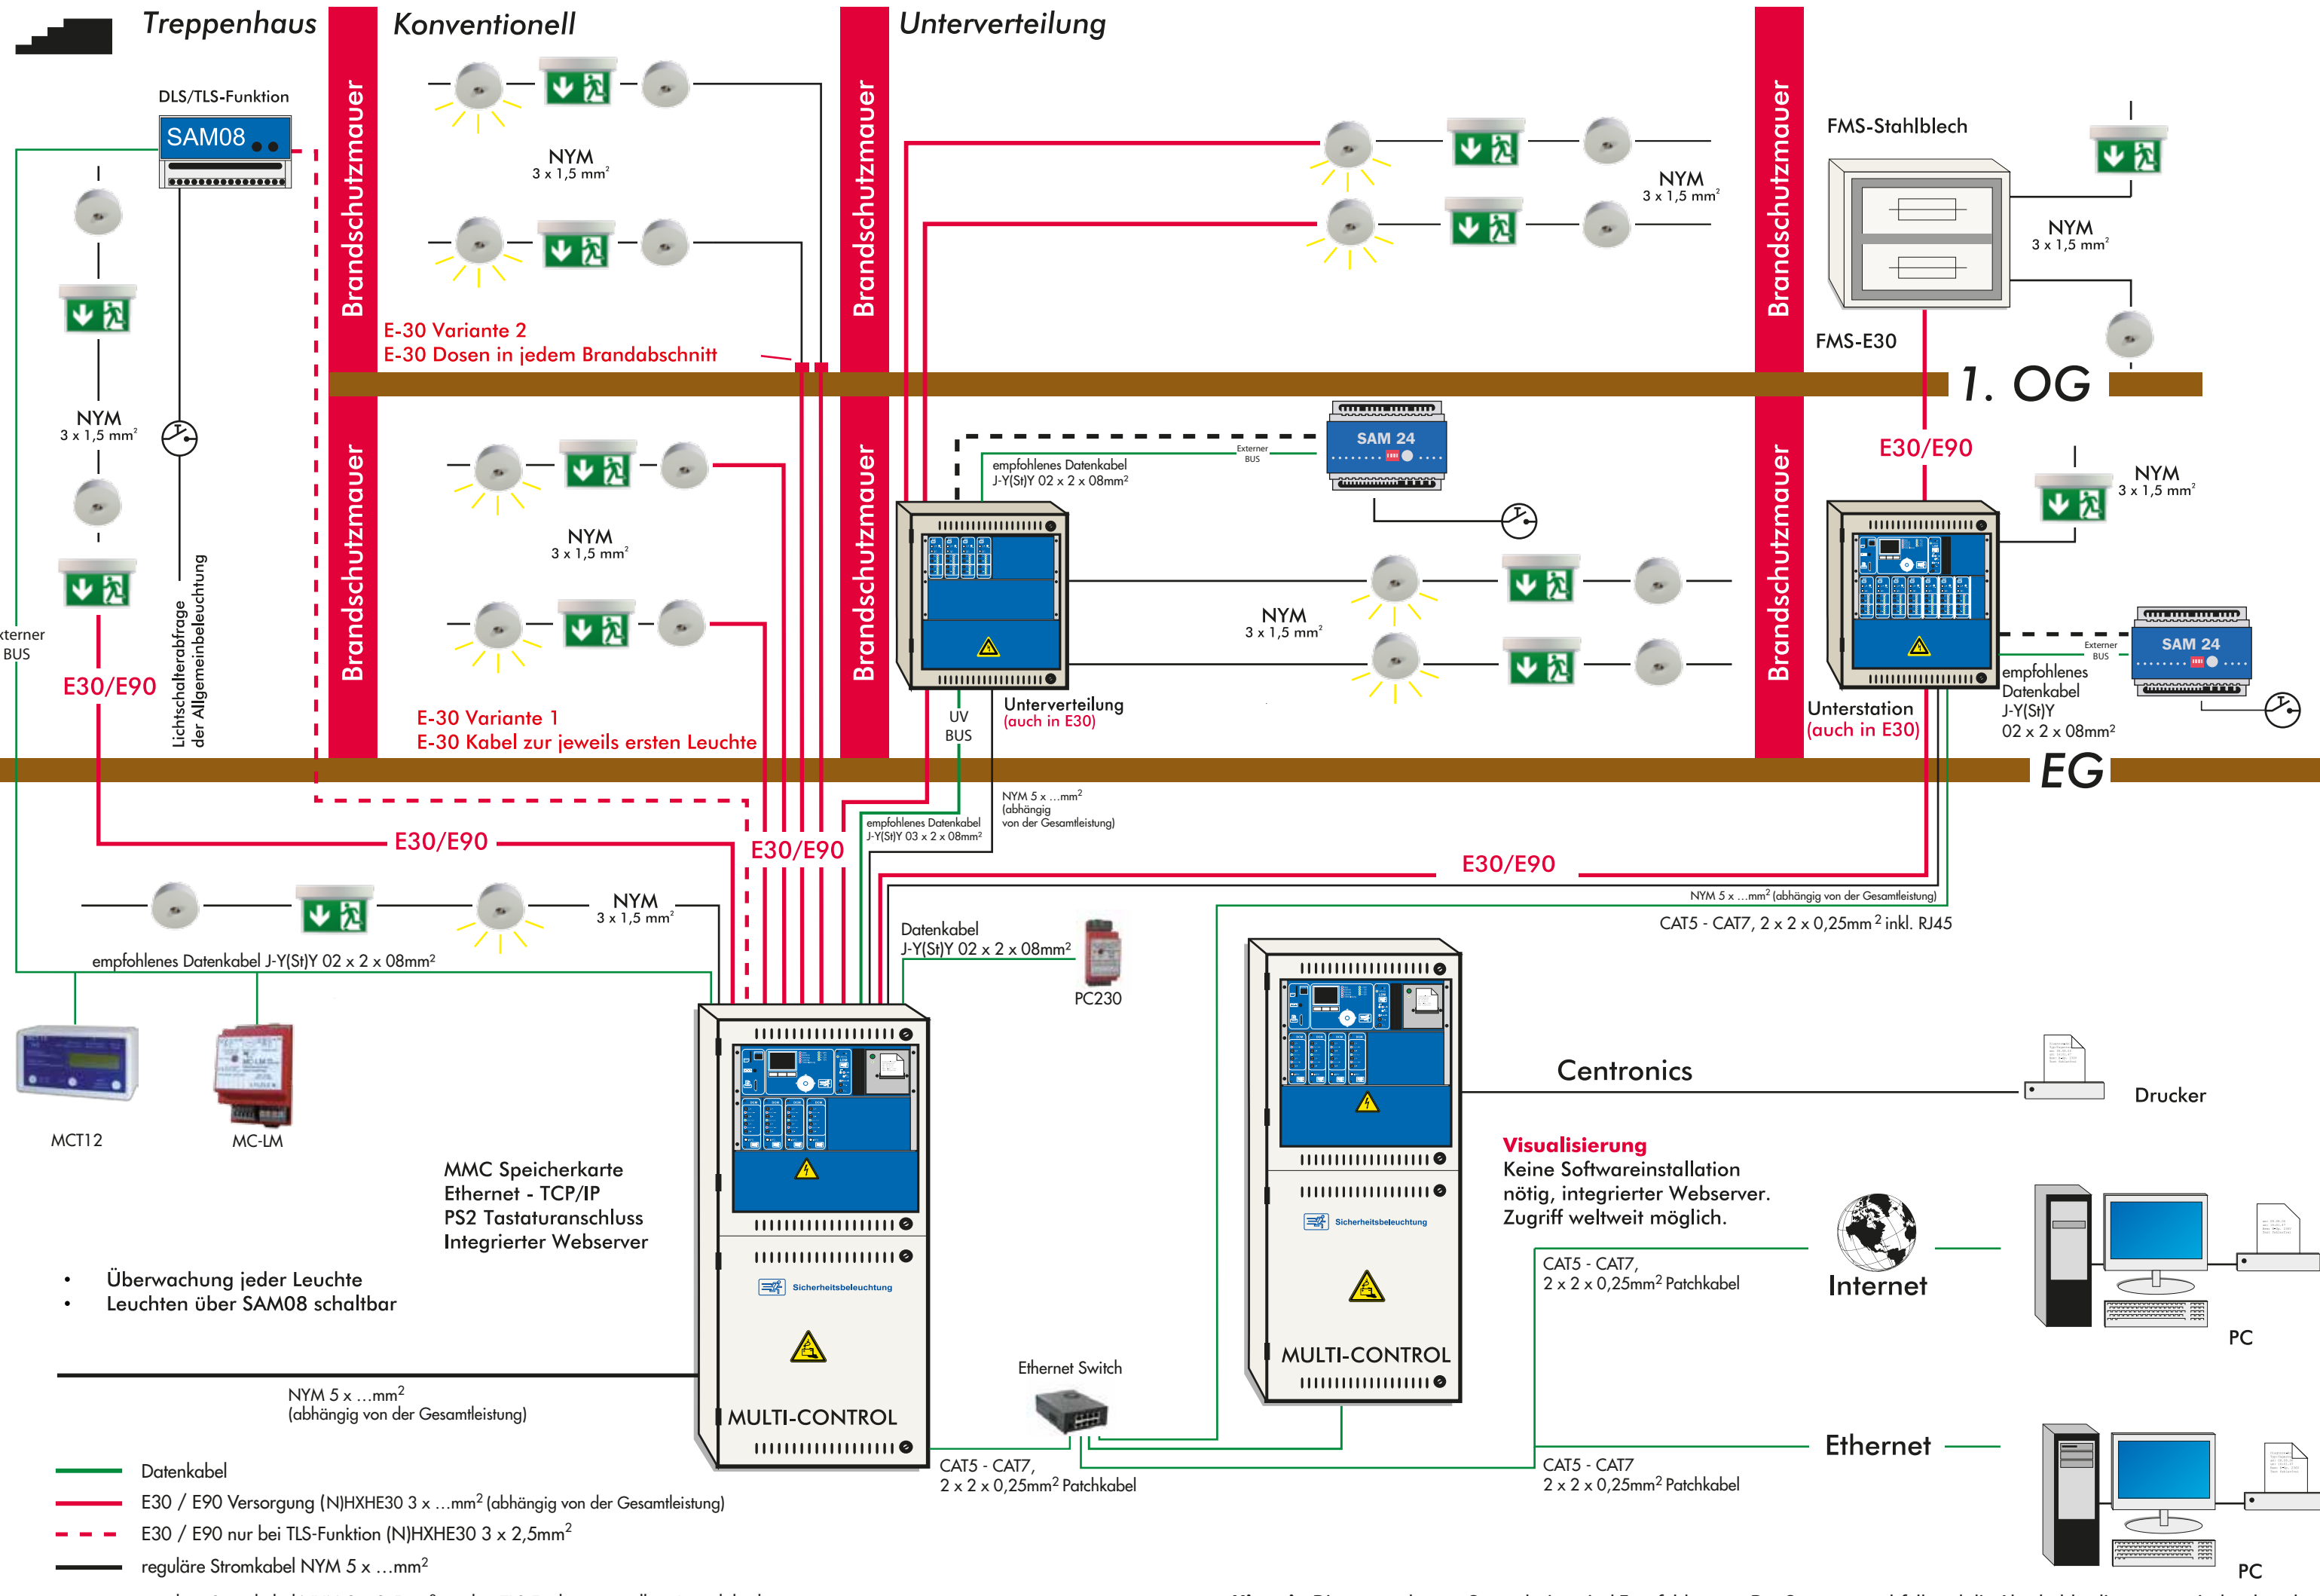 Treppenhaus
Konventionell
Unterverteilung
DLS/TLS-Funktion
SAM08
NYM
3 x 1,5 mm²
Brandschutzmauer
Brandschutzmauer
Brandschutzmauer
NYM
3 x 1,5 mm²
FMS-Stahlblech
NYM
3 x 1,5 mm²
FMS-E30
E-30 Variante 2
E-30 Dosen in jedem Brandabschnitt
1. OG
NYM
3 x 1,5 mm²
Brandschutzmauer
Brandschutzmauer
Brandschutzmauer
SAM 24
Externer
BUS
empfohlenes Datenkabel
J-Y(St)Y 02 x 2 x 08mm²
E30/E90
NYM
3 x 1,5 mm²
NYM
3 x 1,5 mm²
NYM
3 x 1,5 mm²
Lichtschalterabfrage
der Allgemeinbeleuchtung
BUS
E30/E90
SAM 24
Externer
BUS
empfohlenes
Datenkabel
J-Y(St)Y
02 x 2 x 08mm²
E-30 Variante 1
E-30 Kabel zur jeweils ersten Leuchte
UV
BUS
Unterverteilung
(auch in E30)
Unterstation
(auch in E30)
EG
NYM 5 x ...mm²
(abhängig
von der Gesamtleistung)
empfohlenes Datenkabel
J-Y(St)Y 03 x 2 x 08mm²
E30/E90
E30/E90
E30/E90
NYM
3 x 1,5 mm²
NYM 5 x ...mm² (abhängig von der Gesamtleistung)
CAT5 - CAT7, 2 x 2 x 0,25mm² inkl. RJ45
Datenkabel
J-Y(St)Y 02 x 2 x 08mm²
PC230
empfohlenes Datenkabel J-Y(St)Y 02 x 2 x 08mm²
MCT12
MC-LM
Centronics
Drucker
MMC Speicherkarte
Ethernet - TCP/IP
PS2 Tastaturanschluss
Integrierter Webserver
Visualisierung
Keine Softwareinstallation
nötig, integrierter Webserver.
Zugriff weltweit möglich.
Sicherheitsbeleuchtung
Sicherheitsbeleuchtung
• Überwachung jeder Leuchte
• Leuchten über SAM08 schaltbar
CAT5 - CAT7,
2 x 2 x 0,25mm² Patchkabel
Internet
PC
MULTI-CONTROL
Ethernet Switch
NYM 5 x ...mm²
(abhängig von der Gesamtleistung)
MULTI-CONTROL
CAT5 - CAT7,
2 x 2 x 0,25mm² Patchkabel
CAT5 - CAT7
2 x 2 x 0,25mm² Patchkabel
Ethernet
PC
Datenkabel
E30 / E90 Versorgung (N)HXHE30 3 x ...mm² (abhängig von der Gesamtleistung)
E30 / E90 nur bei TLS-Funktion (N)HXHE30 3 x 2,5mm²
reguläre Stromkabel NYM 5 x ...mm²